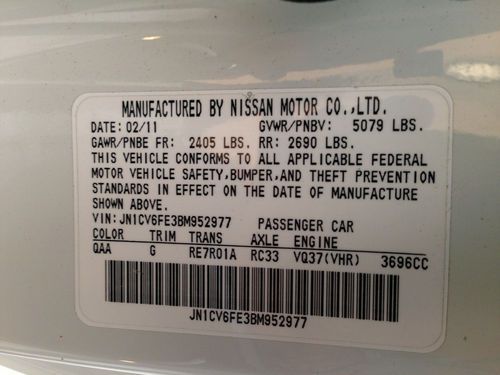 MANUFACTURED BY NISSAN MOTOR CO.,LTD.
DATE: 02/11 GVWR/PNBV: 5079 LBS.
GAWR/PNBE FR: 2405 LBS. RR: 2690 LBS.
THIS VEHICLE CONFORMS TO ALL APPLICABLE FEDERAL
MOTOR VEHICLE SAFETY,BUMPER,AND THEFT PREVENTION
STANDARDS IN EFFECT ON THE DATE OF MANUFACTURE
SHOWN ABOVE.
VIN: JN1CV6FE3BM952977 PASSENGER CAR
COLOR TRIM TRANS AXLE ENGINE
QAA G RE7R01A RC33 VQ37(VHR) 3696CC
JN1CV6FE3BM952977